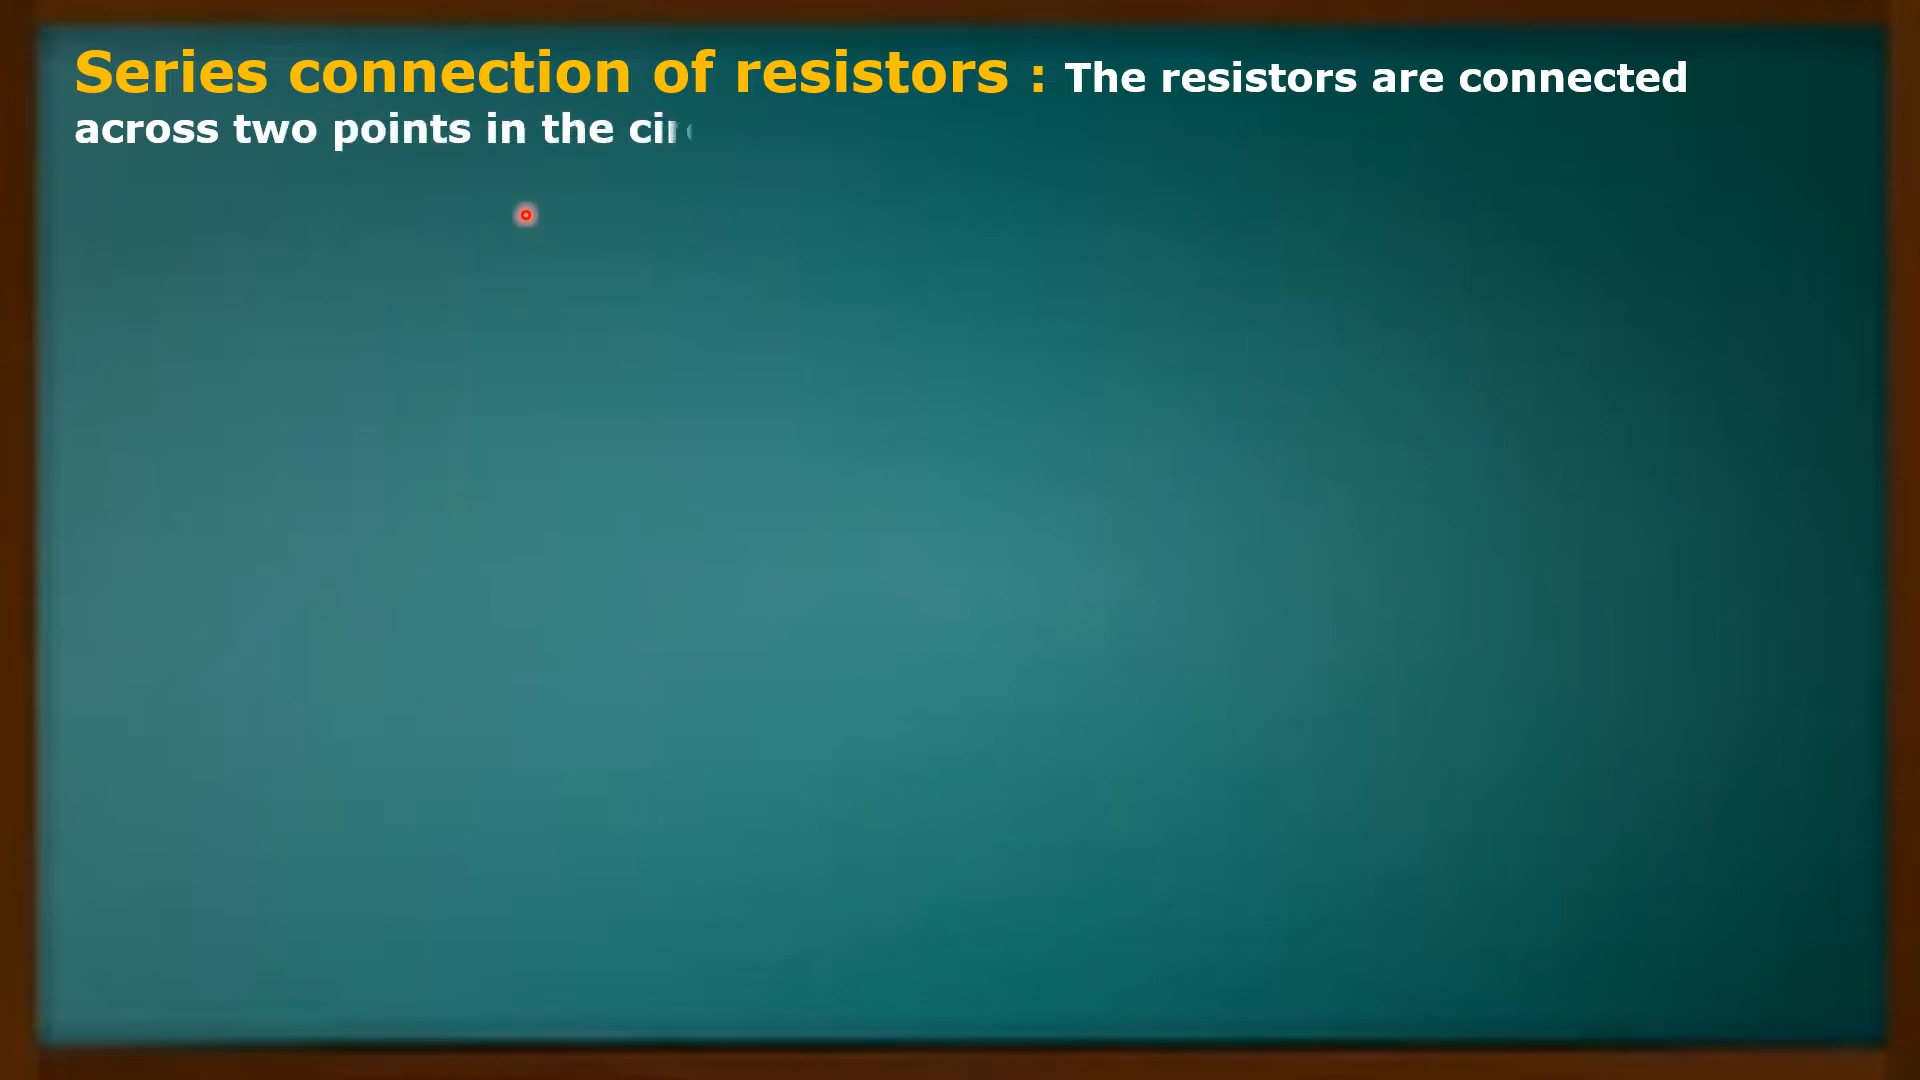 Series connection of resistors : The resistors are connected
across two points in the